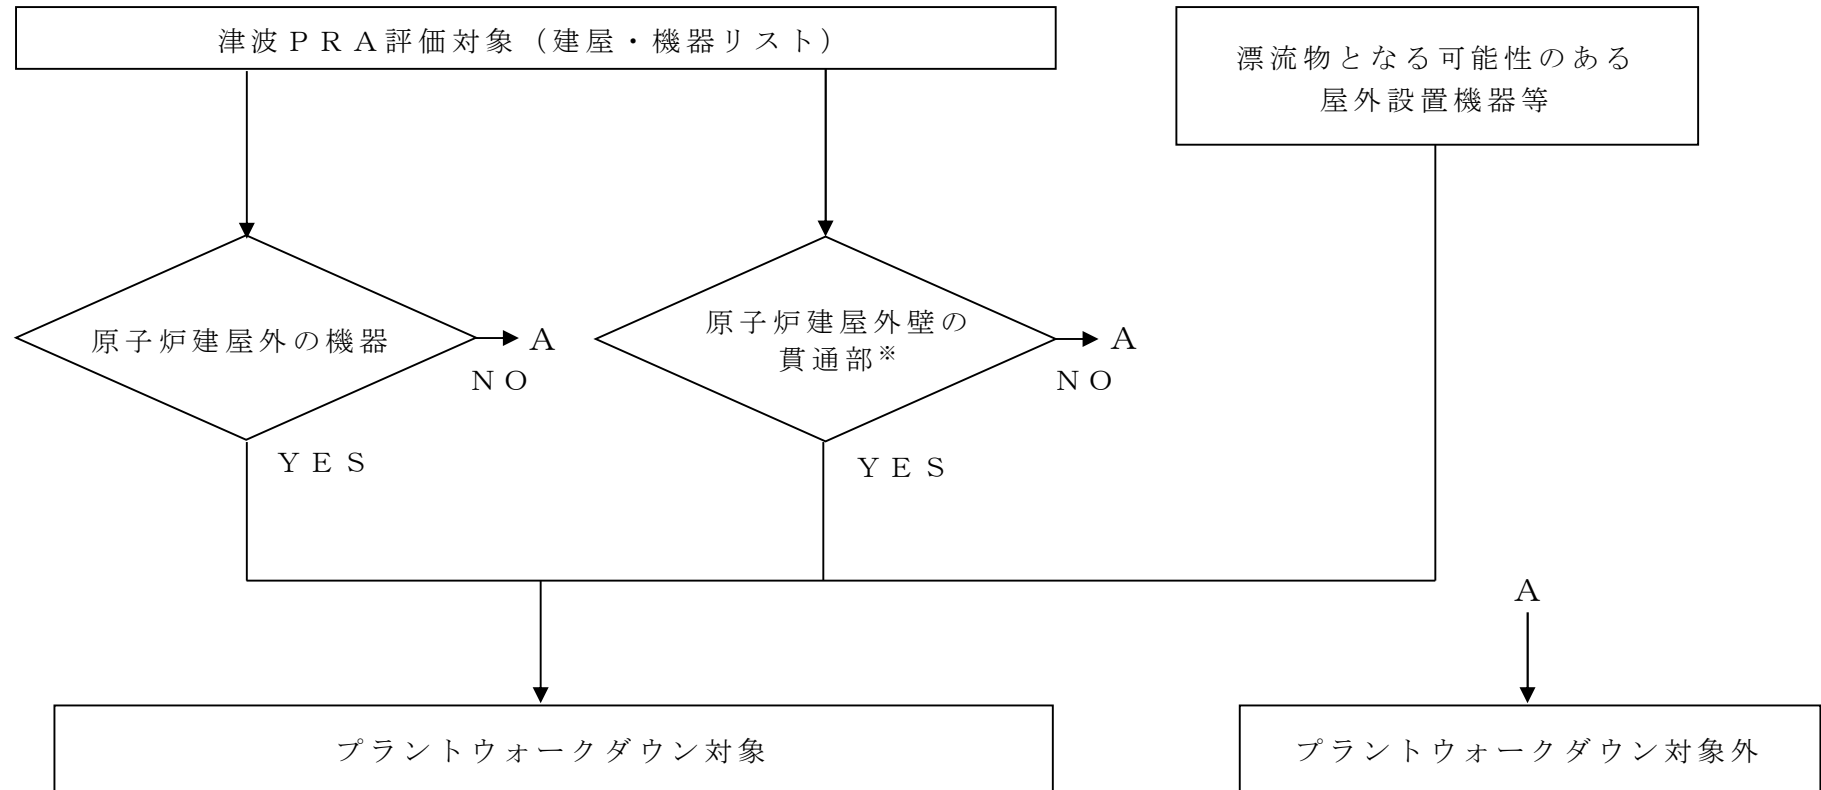 津波ＰＲＡ評価対象（建屋・機器リスト）
漂流物となる可能性のある
屋外設置機器等
原子炉建屋外の機器
A
ＮＯ
ＹＥＳ
原子炉建屋外壁の
貫通部※
A
ＮＯ
ＹＥＳ
A
プラントウォークダウン対象
プラントウォークダウン対象外